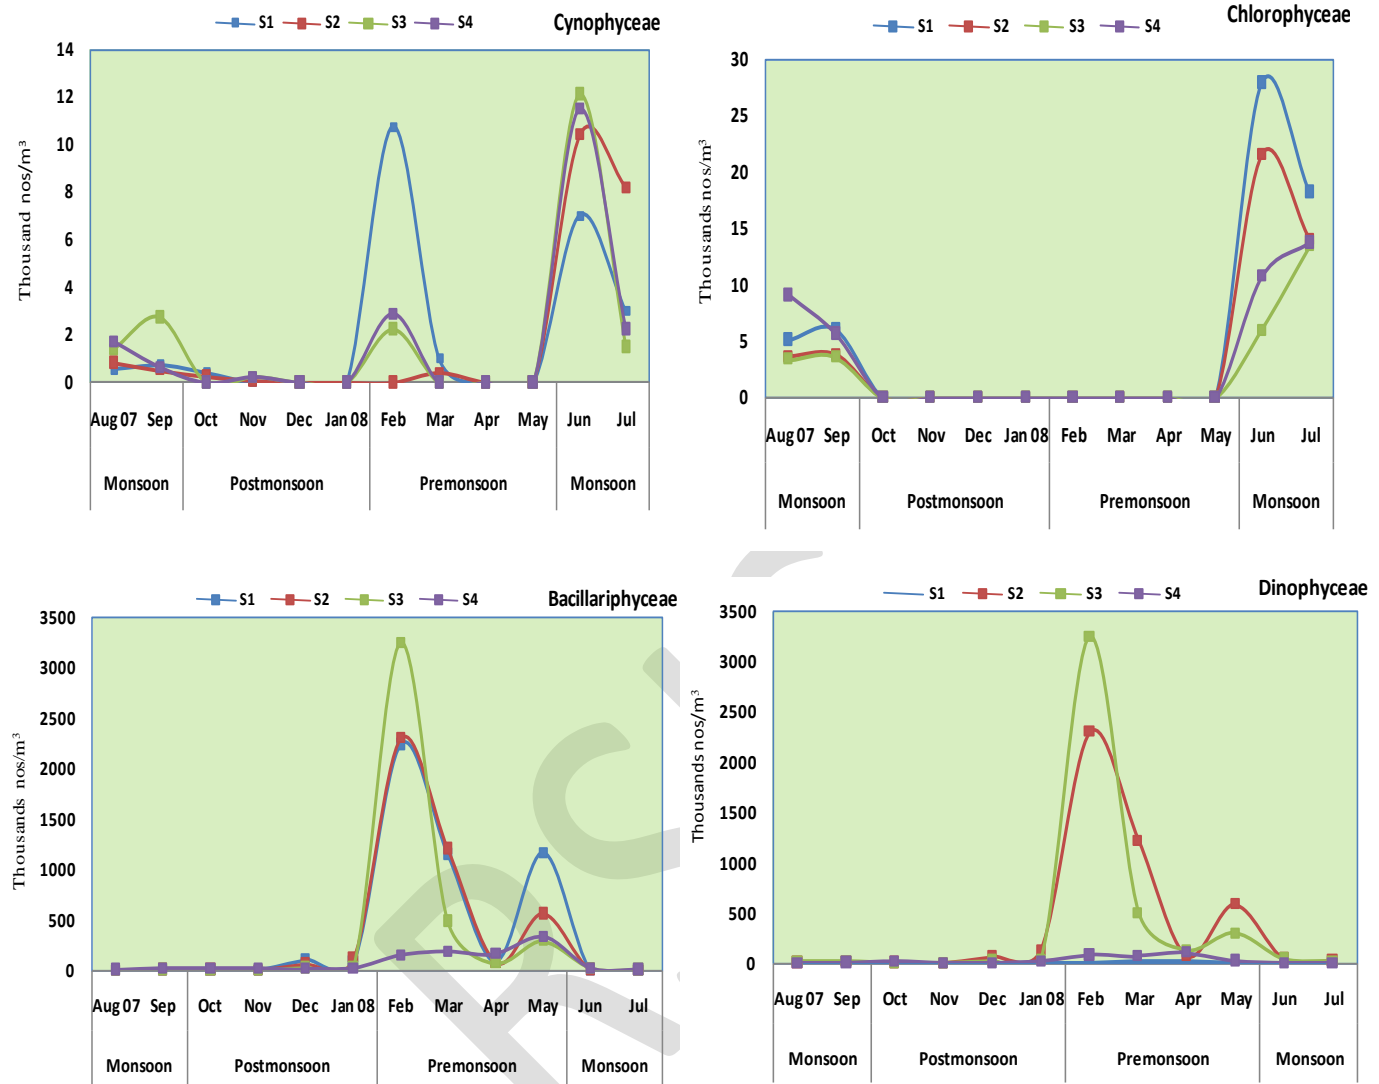 S1 S2 S3 S4
Cynophyceae
Thousand nos/m³
14
12
10
8
6
4
2
0
Aug 07 Sep Oct Nov Dec Jan 08 Feb Mar Apr May Jun Jul
Monsoon Postmonsoon Premonsoon Monsoon
Chlorophyceae
S1 S2 S3 S4
Thousands nos/m³
30
25
20
15
10
5
0
Aug 07 Sep Oct Nov Dec Jan 08 Feb Mar Apr May Jun Jul
Monsoon Postmonsoon Premonsoon Monsoon
S1 S2 S3 S4
Bacillariphyceae
Thousands nos/m³
3500
3000
2500
2000
1500
1000
500
0
Aug 07 Sep Oct Nov Dec Jan 08 Feb Mar Apr May Jun Jul
Monsoon Postmonsoon Premonsoon Monsoon
Dinophyceae
S1 S2 S3 S4
Thousands nos/m³
3500
3000
2500
2000
1500
1000
500
0
Aug 07 Sep Oct Nov Dec Jan 08 Feb Mar Apr May Jun Jul
Monsoon Postmonsoon Premonsoon Monsoon